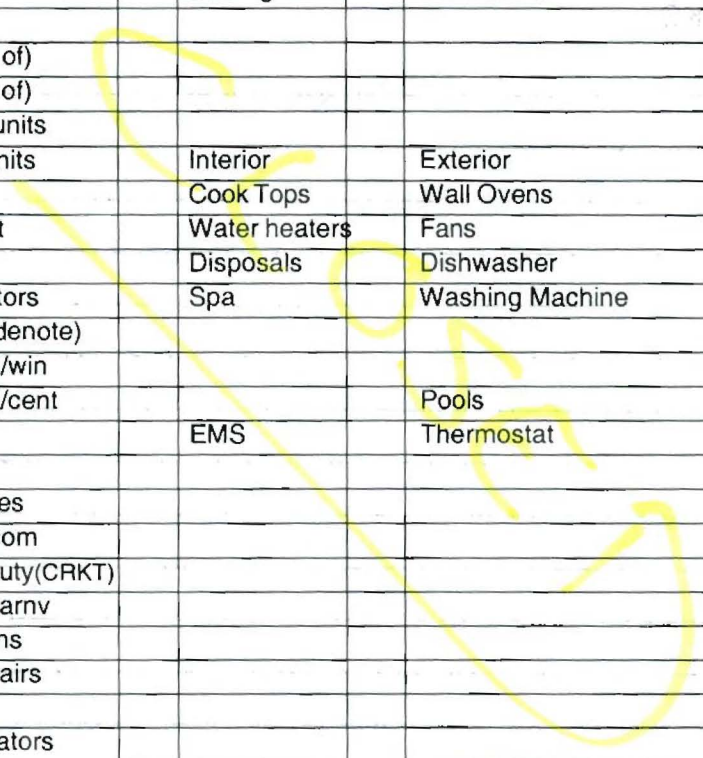 of)
of)
units
nits Interior Exterior
Cook Tops Wall Ovens
t Water heaters Fans
Disposals Dishwasher
tors Spa Washing Machine
denote)
/win
/cent Pools
EMS Thermostat
es
om
uty(CRKT)
arnv
ns
airs
ators
CLOSED